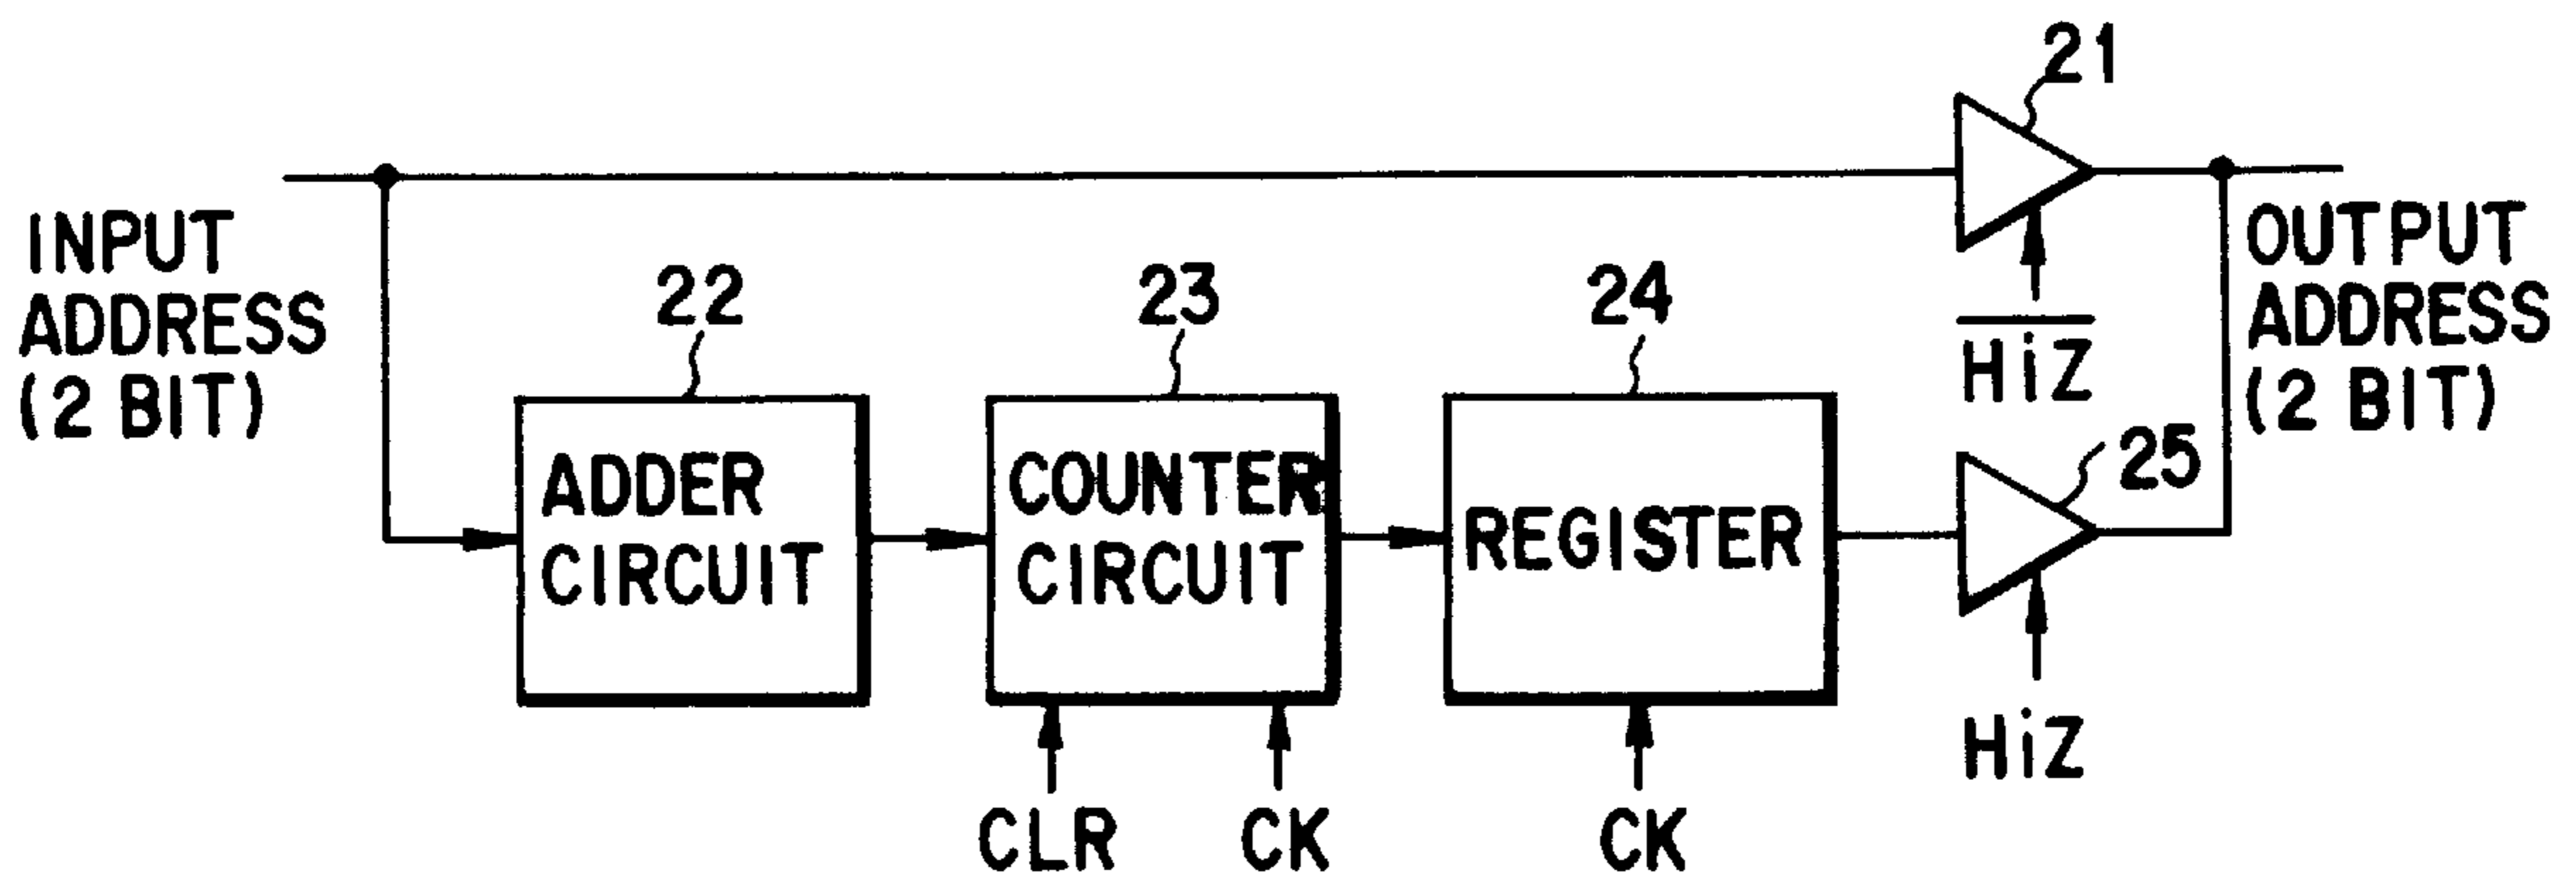 21
INPUT
ADDRESS
(2 BIT)
22
23
24
HiZ
OUTPUT
ADDRESS
(2 BIT)
ADDER
CIRCUIT
COUNTER
CIRCUIT
REGISTER
25
HiZ
CLR
CK
CK